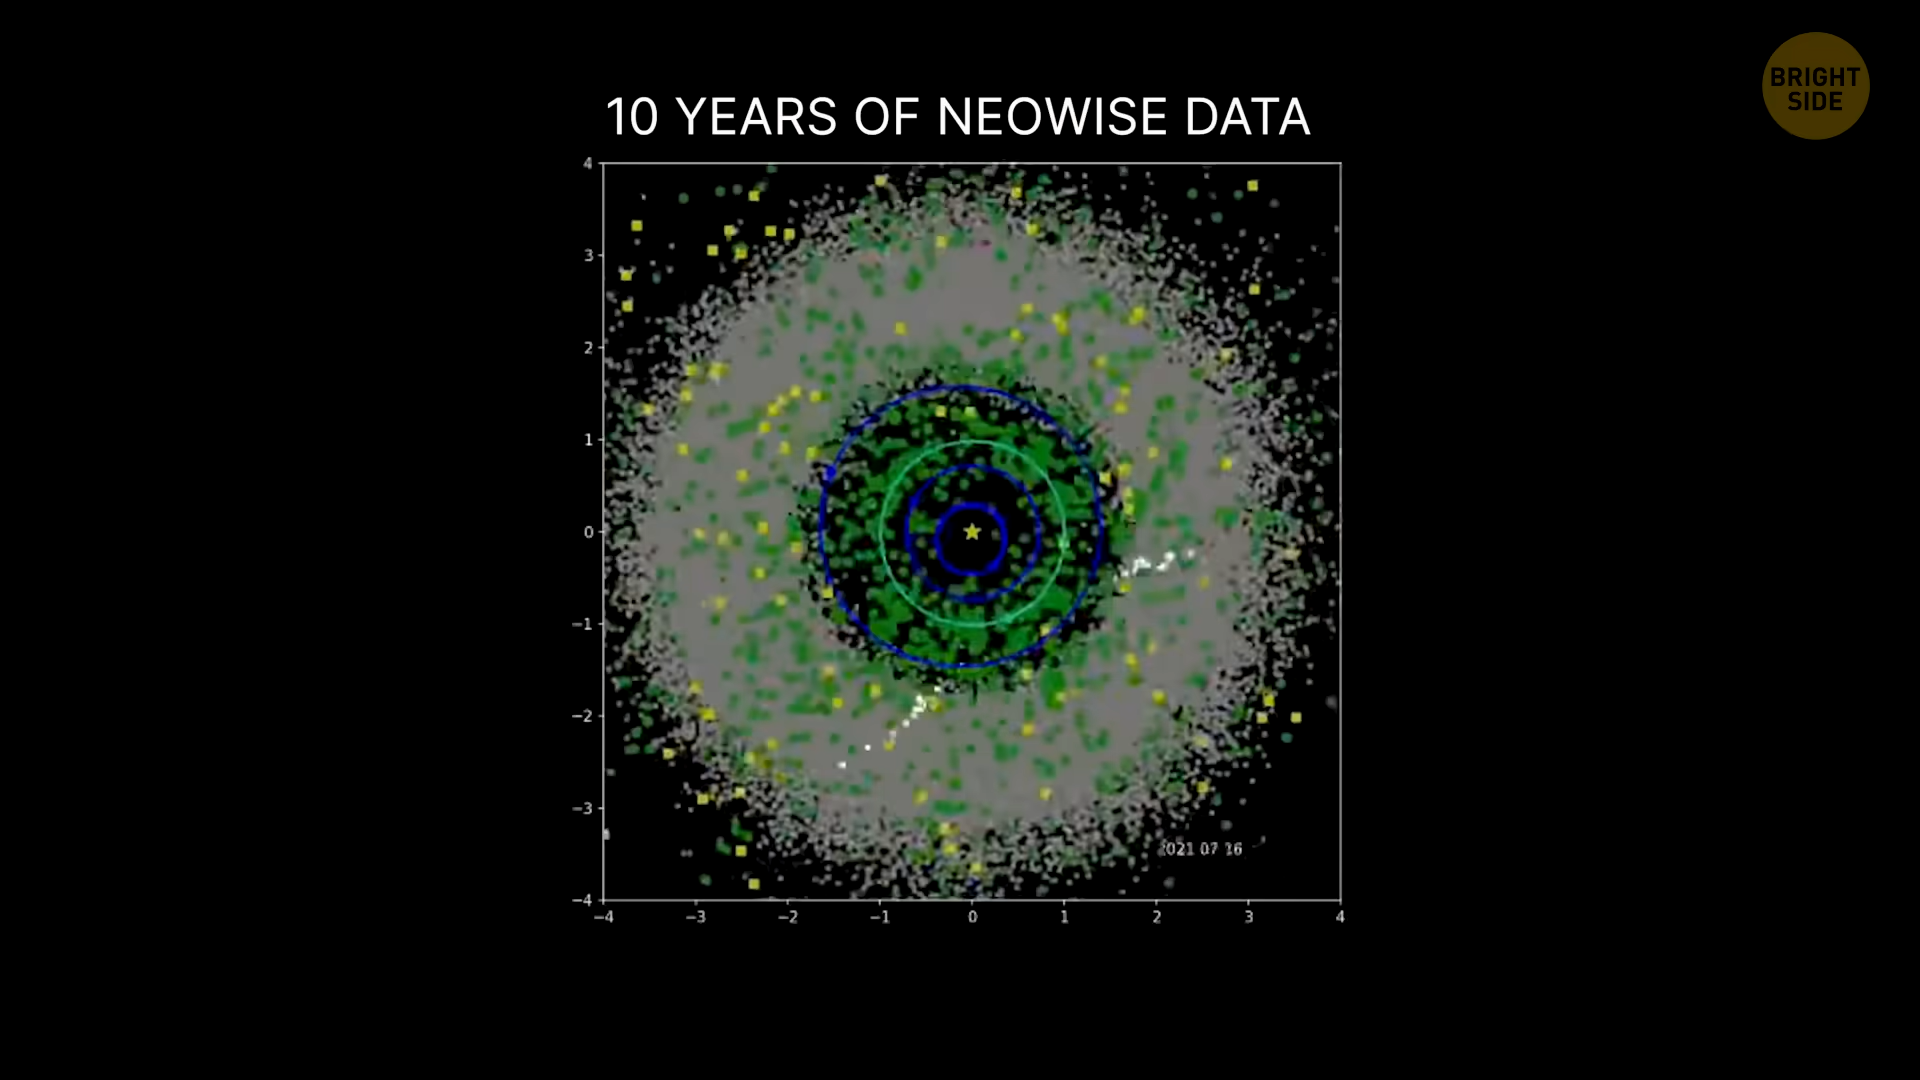 BRIGHT
SIDE
10 YEARS OF NEOWISE DATA
4
3
2
1
0
−1
−2
−3
−4
021 07 16
−4 −3 −2 −1 0 1 2 3 4